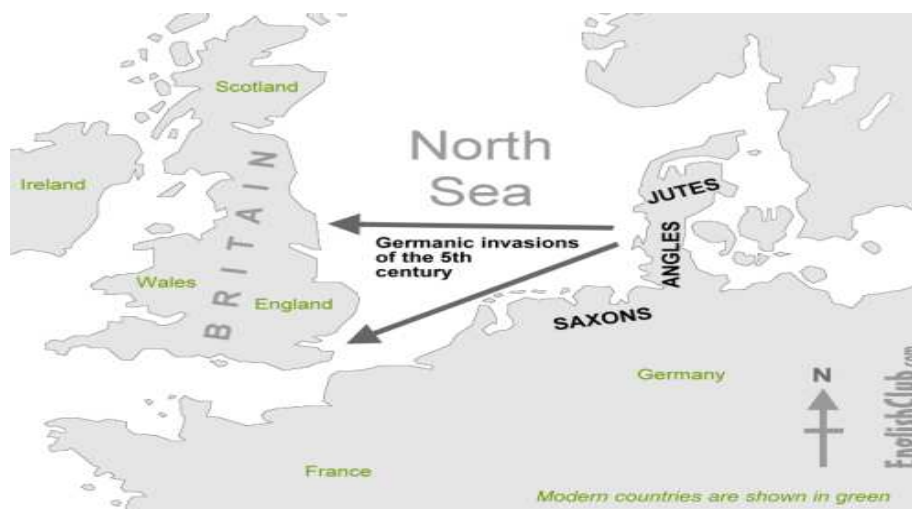 Scotland
North
Sea
Ireland
BRITAIN
JUTES
Germanic invasions
of the 5th
century
ANGLES
Wales
England
SAXONS
Germany
N
France
EnglishClub.com
Modern countries are shown in green